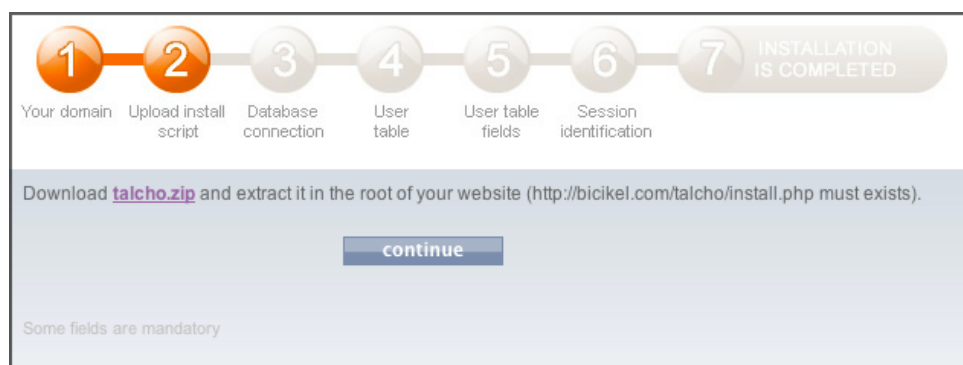 1 2 3 4 5 6 7 INSTALLATION
IS COMPLETED
Your domain Upload install Database User User table Session
script connection table fields identification
Download talcho.zip and extract it in the root of your website (http://bicikel.com/talcho/install.php must exists).
continue
Some fields are mandatory